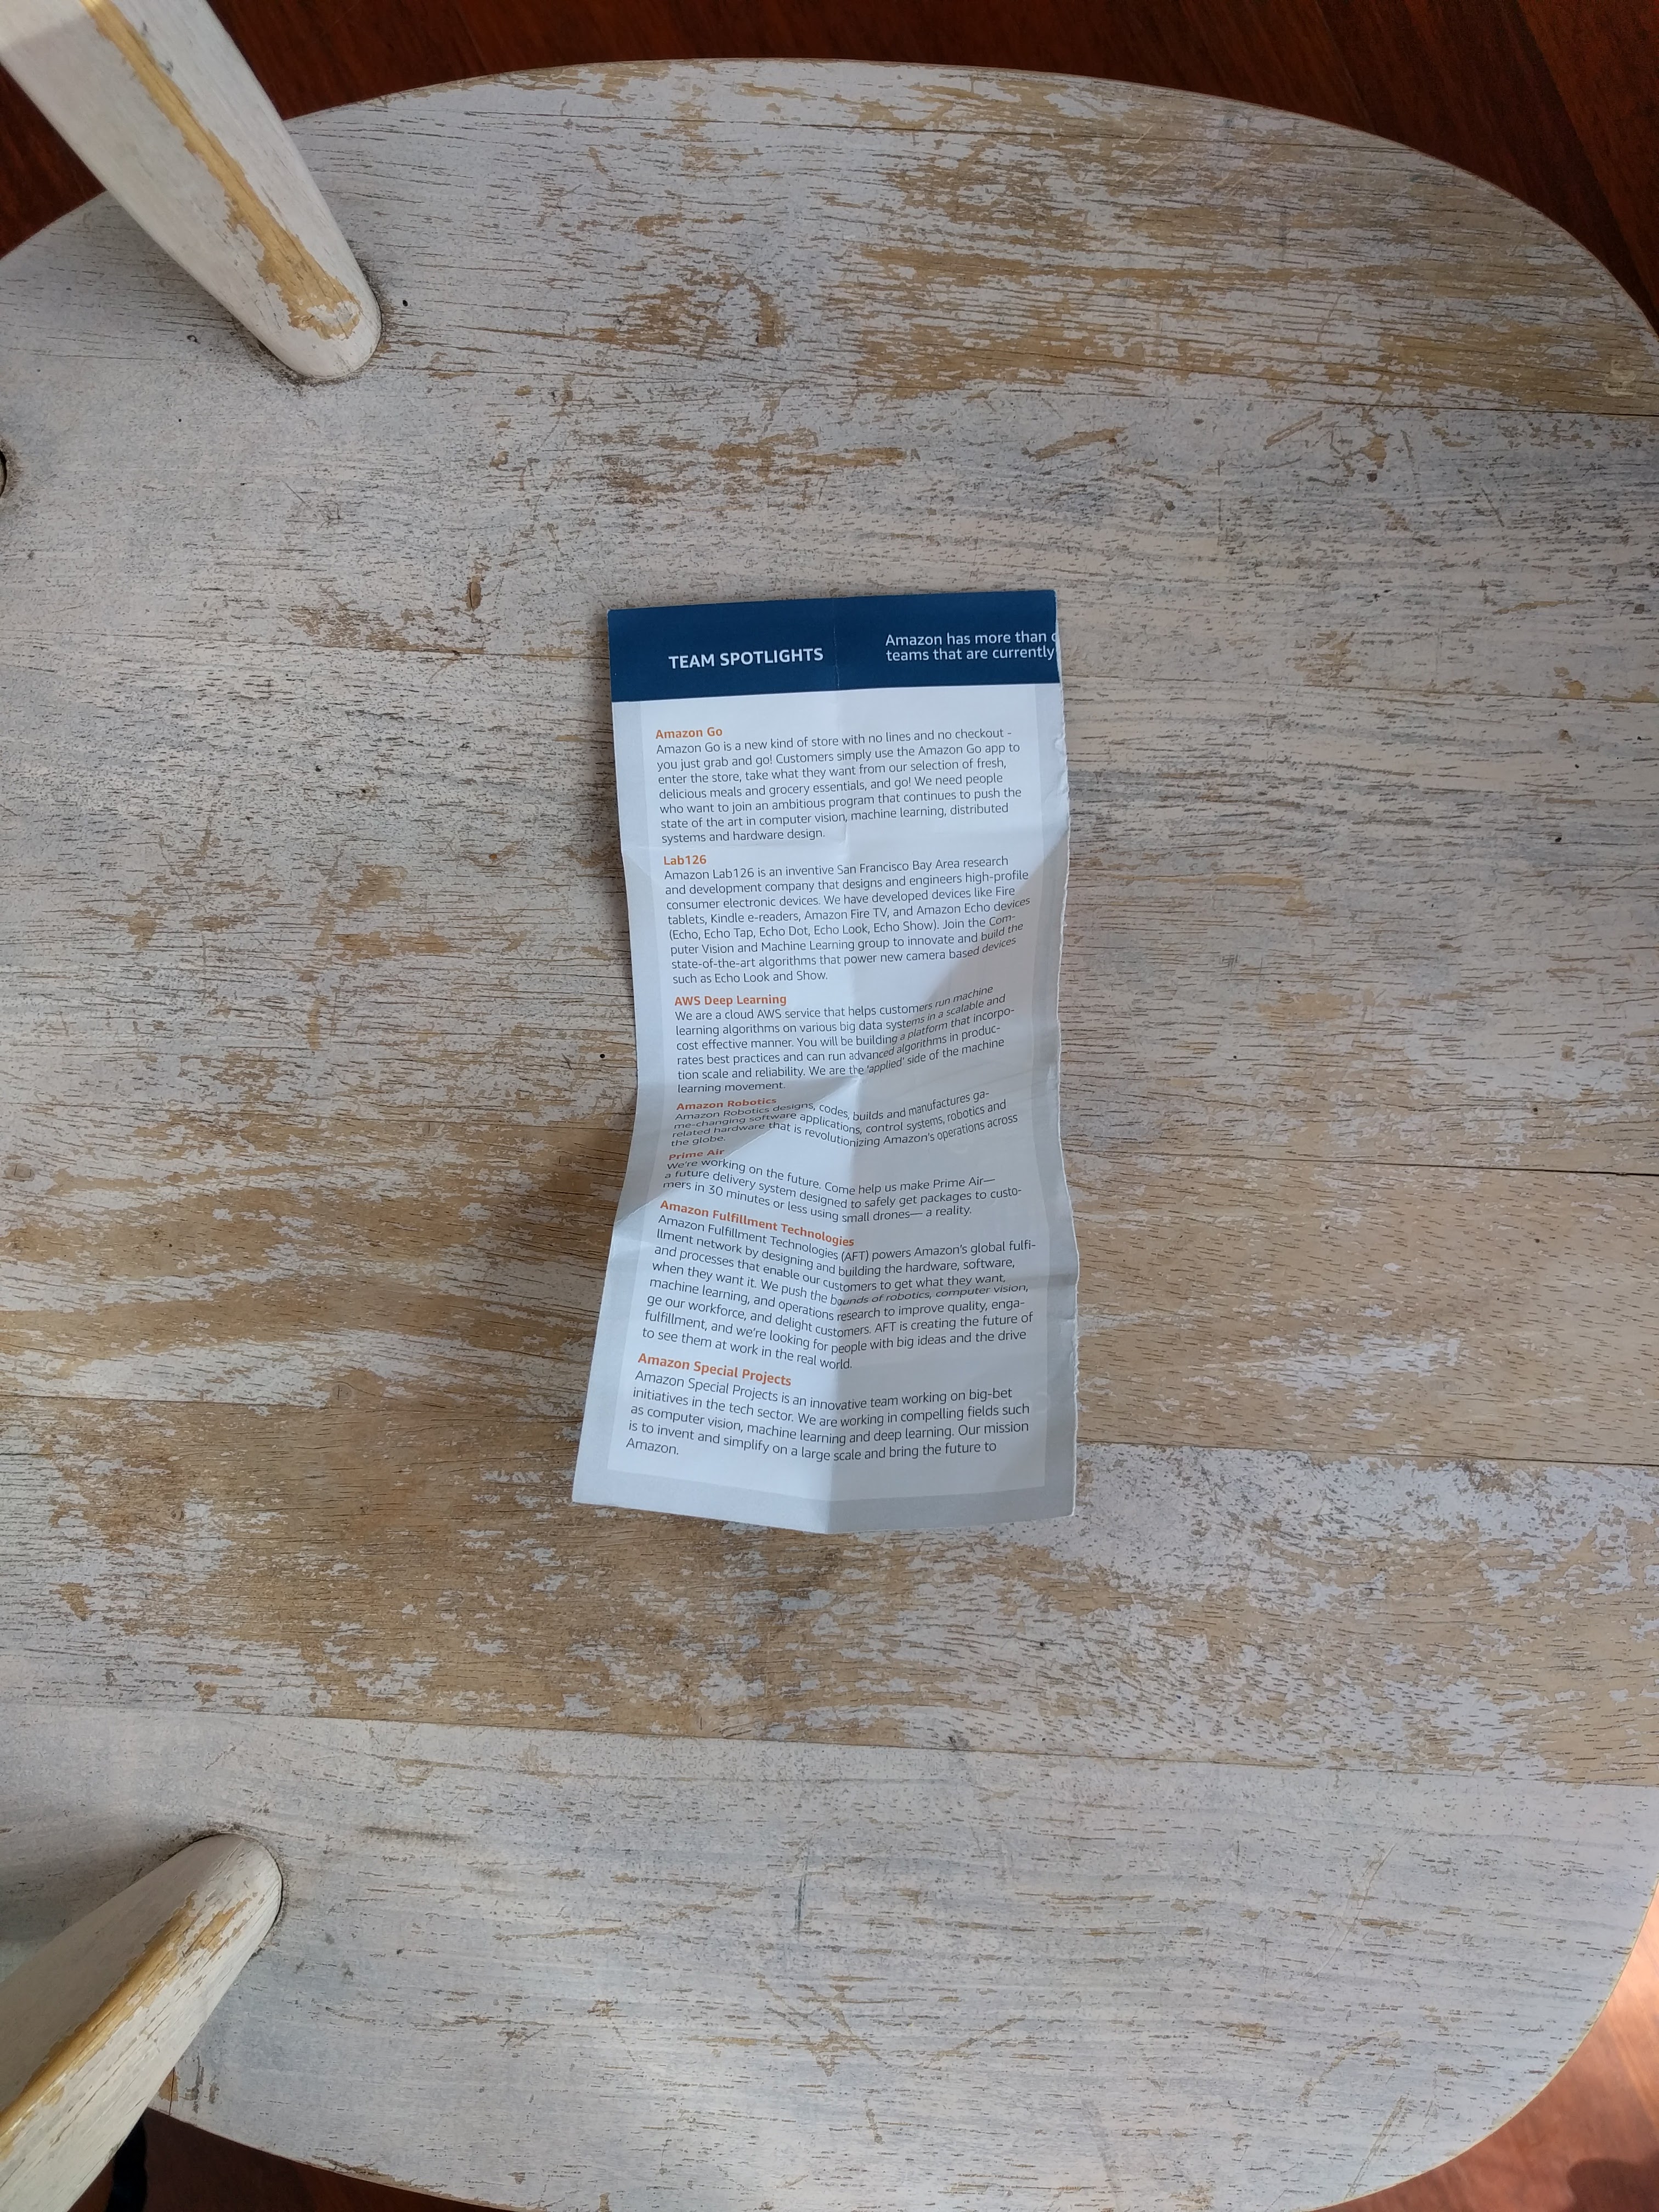 TEAM SPOTLIGHTS
Amazon has more than
teams that are currently
Amazon Go
Amazon Go is a new kind of store with no lines and no checkout -
you just grab and go! Customers simply use the Amazon Go app to
enter the store, take what they want from our selection of fresh,
delicious meals and grocery essentials, and go! We need people
who want to join an ambitious program that continues to push the
state of the art in computer vision, machine learning, distributed
systems and hardware design.
Lab126
Amazon Lab126 is an inventive San Francisco Bay Area research
and development company that designs and engineers high-profile
consumer electronic devices. We have developed devices like Fire
tablets, Kindle e-readers, Amazon Fire TV, and Amazon Echo devices
(Echo, Echo Tap, Echo Dot, Echo Look, Echo Show). Join the Com-
puter Vision and Machine Learning group to innovate and build the
state-of-the-art algorithms that power new camera based devices
such as Echo Look and Show.
AWS Deep Learning
We are a cloud AWS service that helps customers run machine
learning algorithms on various big data systems in a scalable and
cost effective manner. You will be building a platform that incorpo-
rates best practices and can run advanced algorithms in produc-
tion scale and reliability. We are the 'applied' side of the machine
learning movement.
Amazon Robotics
Amazon Robotics designs, codes, builds and manufactures ga-
me-changing software applications, control systems, robotics and
related hardware that is revolutionizing Amazon's operations across
the globe.
Prime Air
We're working on the future. Come help us make Prime Air—
a future delivery system designed to safely get packages to custo-
mers in 30 minutes or less using small drones— a reality.
Amazon Fulfillment Technologies
Amazon Fulfillment Technologies (AFT) powers Amazon's global fulfi-
llment network by designing and building the hardware, software,
and processes that enable our customers to get what they want,
when they want it. We push the bounds of robotics, computer vision,
machine learning, and operations research to improve quality, enga-
ge our workforce, and delight customers. AFT is creating the future of
fulfillment, and we're looking for people with big ideas and the drive
to see them at work in the real world.
Amazon Special Projects
Amazon Special Projects is an innovative team working on big-bet
initiatives in the tech sector. We are working in compelling fields such
as computer vision, machine learning and deep learning. Our mission
is to invent and simplify on a large scale and bring the future to
Amazon.